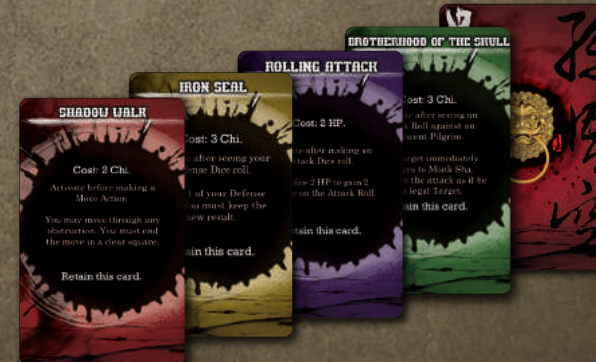 SHADOW WALK
Cost: 2 Chi.
Activate before making a
Move Action.
You may move through any
obstruction. You must end
the move in a clear square.
Retain this card.
IRON SEAL
Cost: 3 Chi.
after seeing your
Dice roll.
of your Defense
must keep the
new result.
this card.
ROLLING ATTACK
Cost: 2 HP.
after making an
Attack Dice roll.
2 HP to gain 2
on the Attack Roll.
this card.
BROTHERHOOD OF THE SKULL
Cost: 3 Chi.
after seeing an
Roll against an
Pilgrim.
immediately
to Monk Sha.
the attack as if he
legal Target.
this card.
孫
悟
空